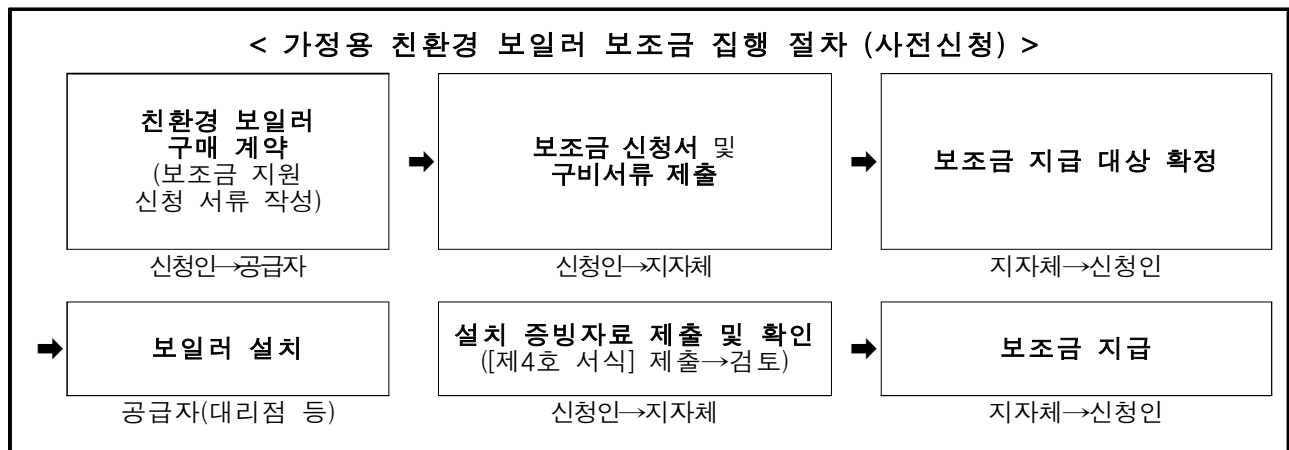 < 가정용 친환경 보일러 보조금 집행 절차 (사전신청) >
친환경 보일러
구매 계약
(보조금 지원
신청 서류 작성)
➡
보조금 신청서 및
구비서류 제출
➡
보조금 지급 대상 확정
신청인→공급자
신청인→지자체
지자체→신청인
➡
보일러 설치
설치 증빙자료 제출 및 확인
([제4호 서식] 제출→검토)
➡
보조금 지급
공급자(대리점 등)
신청인→지자체
지자체→신청인